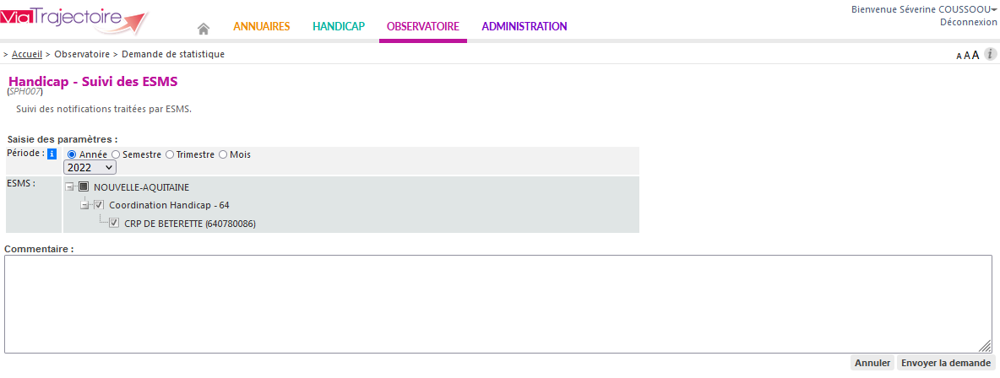 viaTrajectoire
Bienvenue Séverine COUSSOOU
Déconnexion
ANNUAIRES HANDICAP OBSERVATOIRE ADMINISTRATION
> Accueil > Observatoire > Demande de statistique
A A A i
Handicap - Suivi des ESMS
(SPH007)
Suivi des notifications traitées par ESMS.
Saisie des paramètres :
Période : i Année Semestre Trimestre Mois
2022
ESMS : NOUVELLE-AQUITAINE
Coordination Handicap - 64
CRP DE BETERETTE (640780086)
Commentaire :
Annuler Envoyer la demande